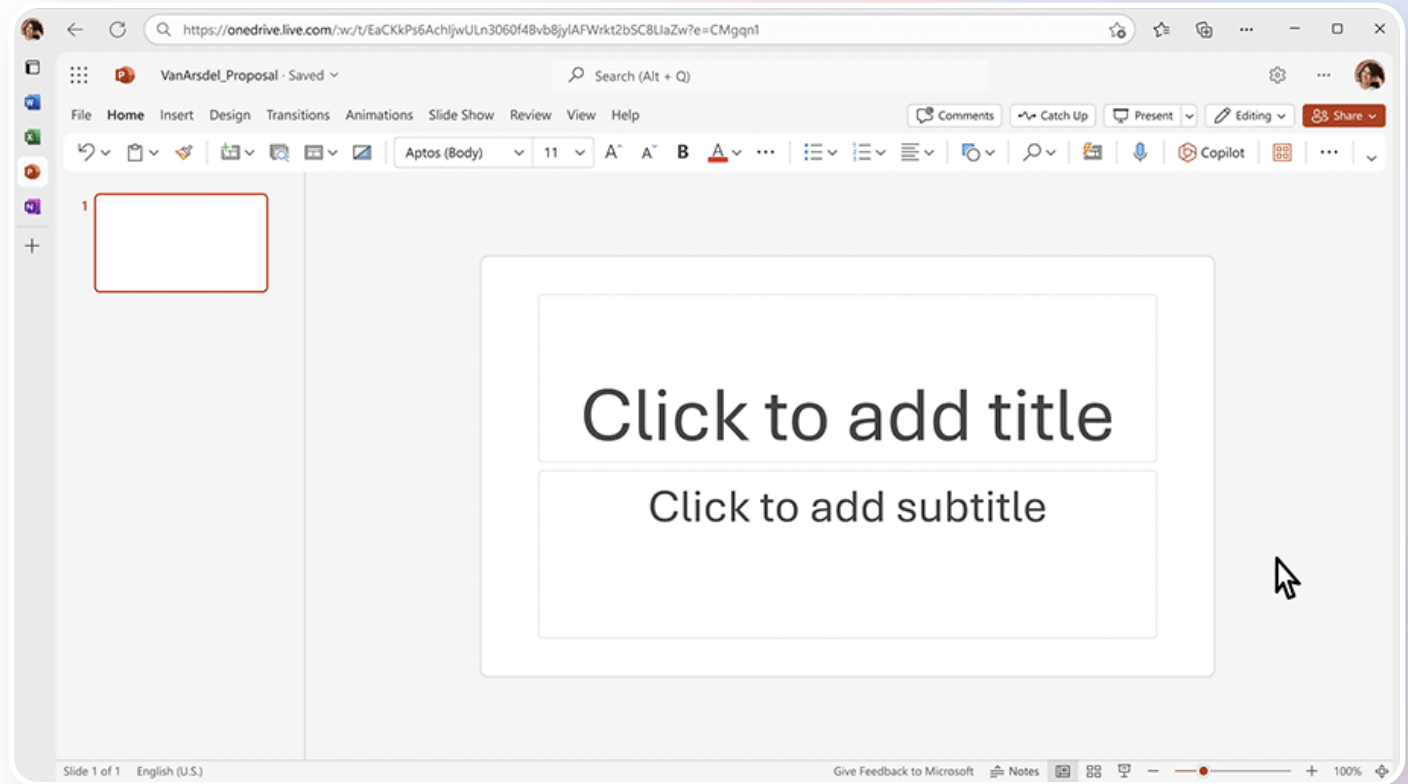 https://onedrive.live.com/:w:/t/EaCKkPs6AchIjwULn3060f4Bvb8jylAFWrkt2bSC8LIaZw?e=CMgqn1
VanArsdel_Proposal · Saved
Search (Alt + Q)
File Home Insert Design Transitions Animations Slide Show Review View Help
Comments Catch Up Present Editing Share
Aptos (Body) 11 A A B A Copilot
1
Click to add title
Click to add subtitle
Slide 1 of 1 English (U.S.) Give Feedback to Microsoft Notes 100%